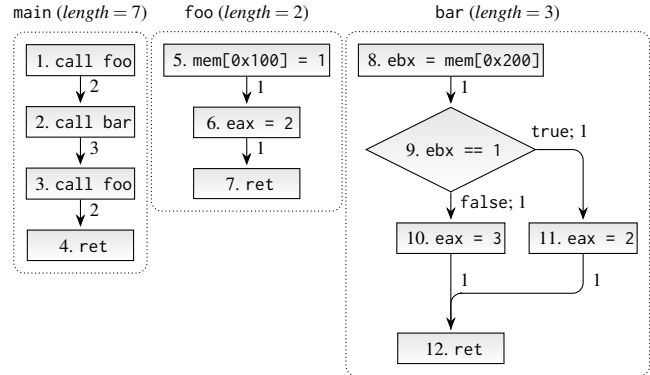 main (length = 7)
1. call foo
2
2. call bar
3
3. call foo
2
4. ret
foo (length = 2)
5. mem[0x100] = 1
1
6. eax = 2
1
7. ret
bar (length = 3)
8. ebx = mem[0x200]
1
9. ebx == 1
true; 1
false; 1
10. eax = 3
11. eax = 2
1
1
12. ret